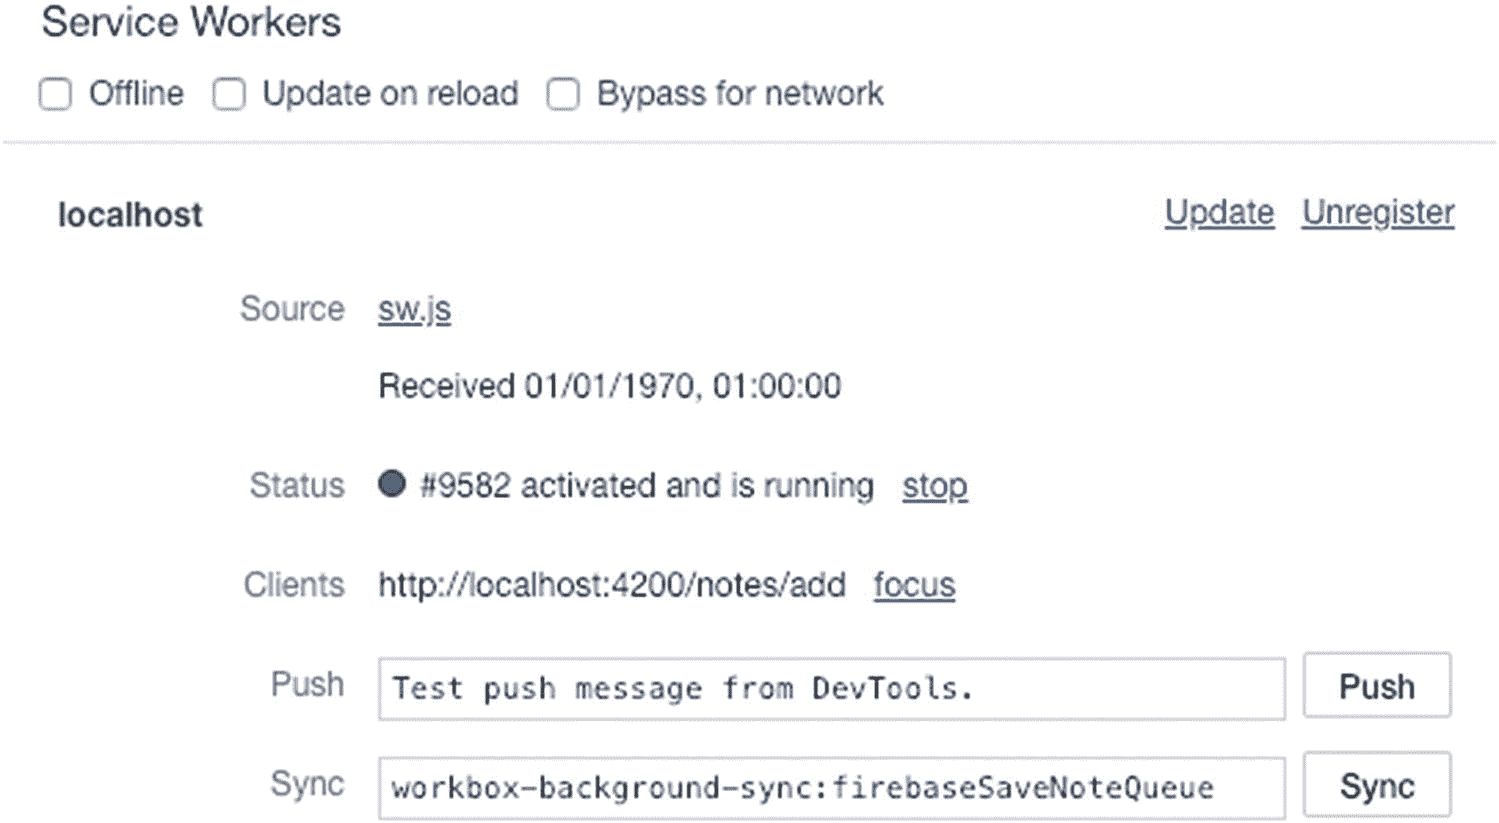 Service Workers
Offline Update on reload Bypass for network
localhost Update Unregister
Source sw.js
Received 01/01/1970, 01:00:00
Status #9582 activated and is running stop
Clients http://localhost:4200/notes/add focus
Push Test push message from DevTools. Push
Sync workbox-background-sync:firebaseSaveNoteQueue Sync